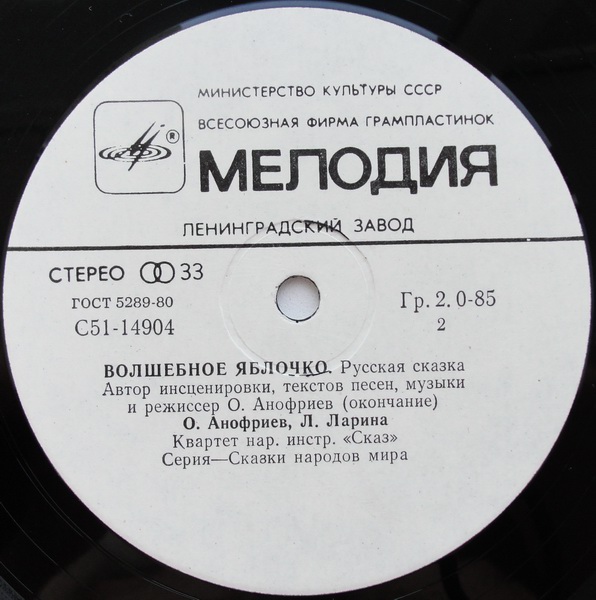 МИНИСТЕРСТВО КУЛЬТУРЫ СССР
ВСЕСОЮЗНАЯ ФИРМА ГРАМПЛАСТИНОК
®
МЕЛОДИЯ
ЛЕНИНГРАДСКИЙ ЗАВОД
СТЕРЕО 33
ГОСТ 5289-80
Гр. 2. 0-85
С51-14904
2
ВОЛШЕБНОЕ ЯБЛОЧКО. Русская сказка
Автор инсценировки, текстов песен, музыки
и режиссер О. Анофриев (окончание)
О. Анофриев, Л. Ларина
Квартет нар. инстр. «Сказ»
Серия—Сказки народов мира